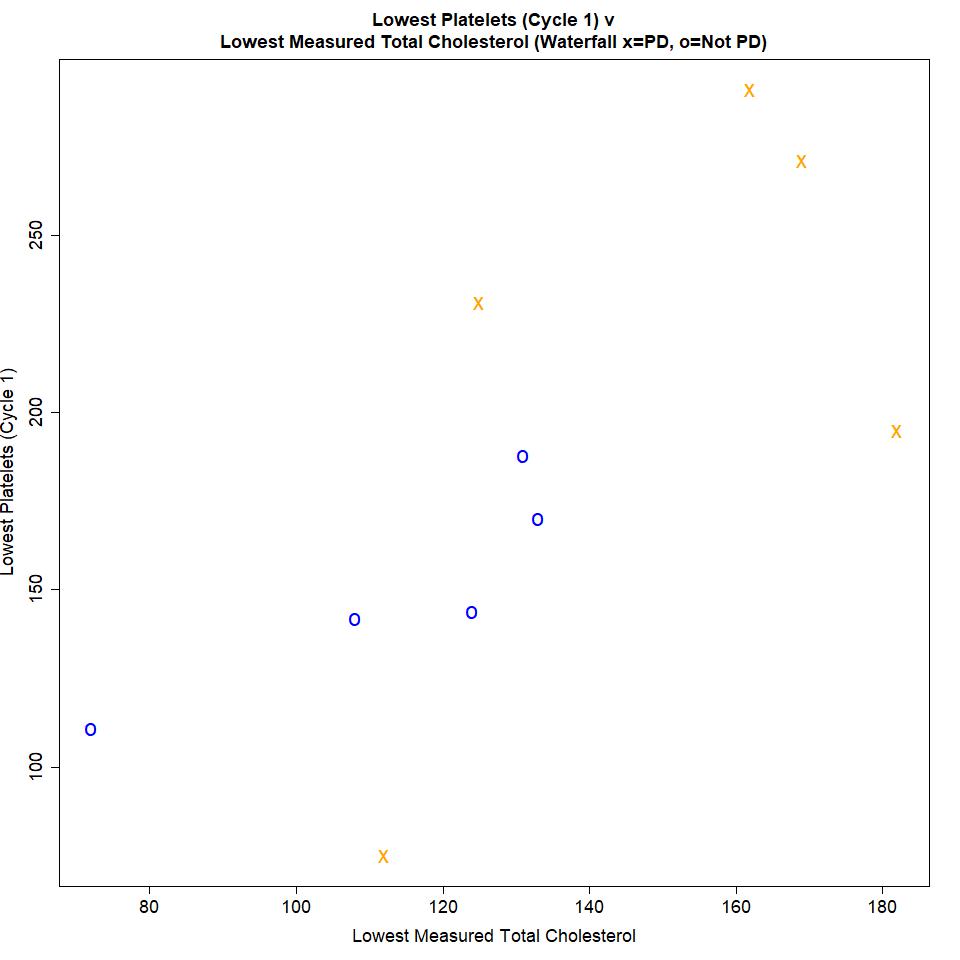 Lowest Platelets (Cycle 1) v
Lowest Measured Total Cholesterol (Waterfall x=PD, o=Not PD)
Lowest Platelets (Cycle 1)
250
200
150
100
X
X
X
X
O
O
O
O
O
X
80 100 120 140 160 180
Lowest Measured Total Cholesterol